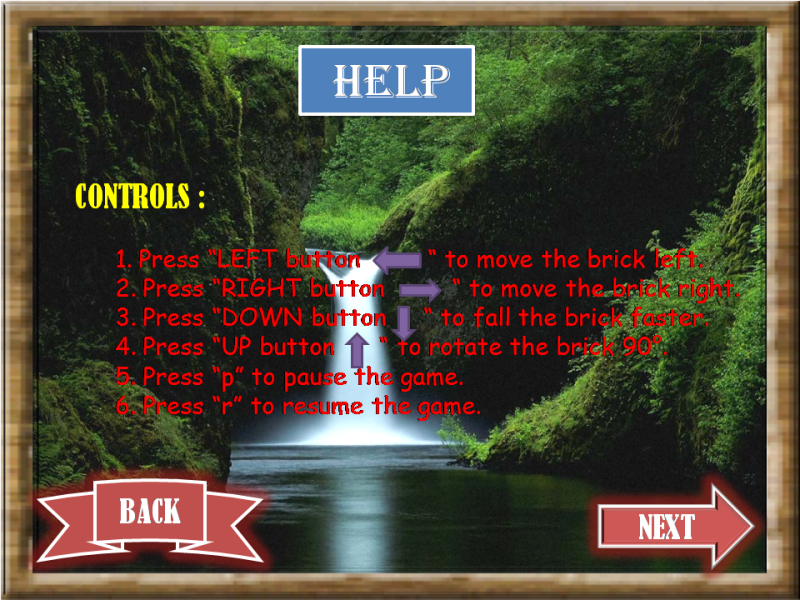 HELP
CONTROLS :
1. Press “LEFT button “ to move the brick left.
2. Press “RIGHT button “ to move the brick right.
3. Press “DOWN button “ to fall the brick faster.
4. Press “UP button “ to rotate the brick 90°.
5. Press “p” to pause the game.
6. Press “r” to resume the game.
BACK
NEXT